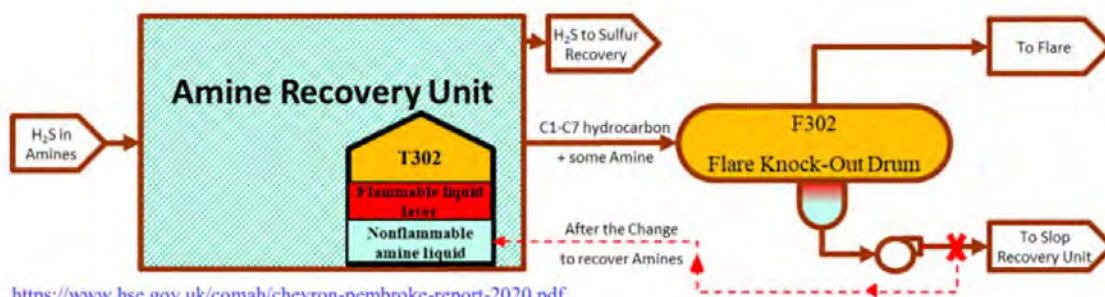 H₂S in
Amines
Amine Recovery Unit
T302
Flammable liquid
layer
Nonflammable
amine liquid
H₂S to Sulfur
Recovery
C1-C7 hydrocarbon
+ some Amine
After the Change
to recover Amines
F302
Flare Knock-Out Drum
To Flare
To Slop
Recovery Unit
https://www.hse.gov.uk/comah/chevron-pembroke-report-2020.pdf